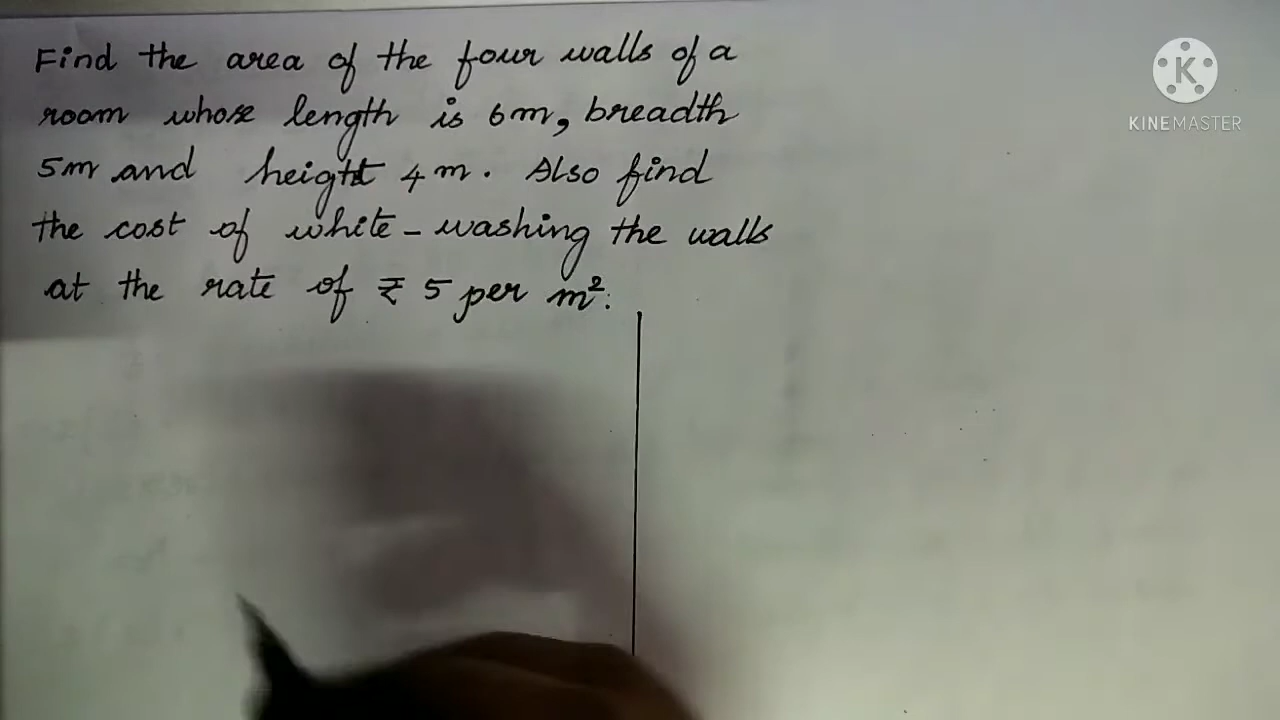 Find the area of the four walls of a
room whose length is 6m, breadth
5m and height 4m. Also find
the cost of white-washing the walls
at the rate of ₹ 5 per m².
K
KINEMASTER